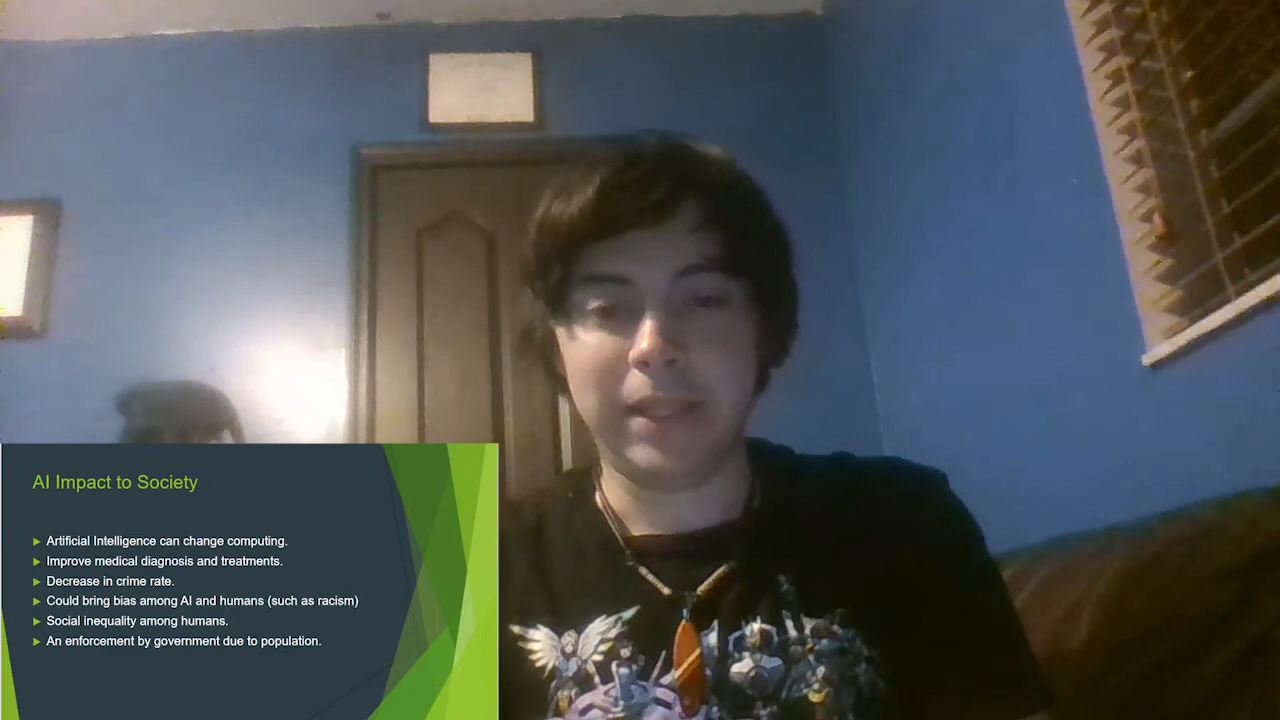 AI Impact to Society
Artificial Intelligence can change computing.
Improve medical diagnosis and treatments.
Decrease in crime rate.
Could bring bias among AI and humans (such as racism)
Social inequality among humans.
An enforcement by government due to population.